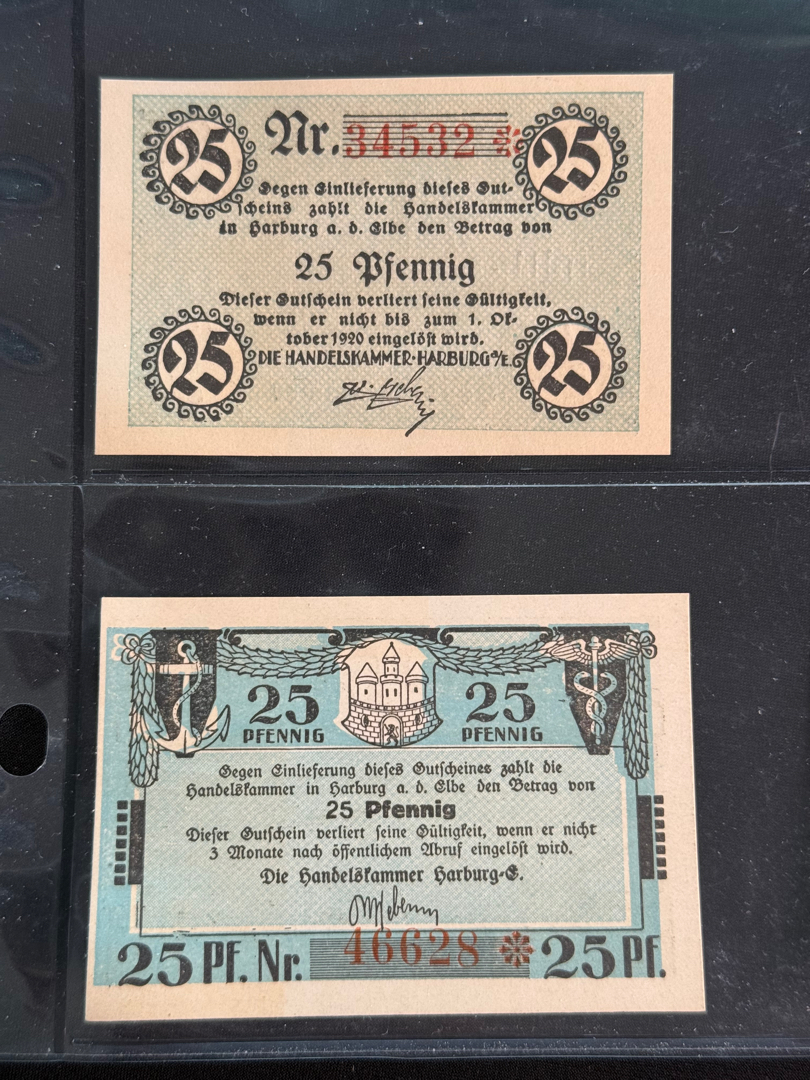 25
Nr. 34532
25
Gegen Einlieferung dieses Gut-
scheins zahlt die Handelskammer
in Harburg a. d. Elbe den Betrag von
25 Pfennig
Dieser Gutschein verliert seine Gültigkeit,
wenn er nicht bis zum 1. Ok-
tober 1920 eingelöst wird.
25
DIE HANDELSKAMMER·HARBURG a/E.
25
25
PFENNIG
25
PFENNIG
Gegen Einlieferung dieses Gutscheines zahlt die
Handelskammer in Harburg a. d. Elbe den Betrag von
25 Pfennig
Dieser Gutschein verliert seine Gültigkeit, wenn er nicht
3 Monate nach öffentlichem Abruf eingelöst wird.
Die Handelskammer Harburg-E.
25 Pf. Nr. 46628 25 Pf.